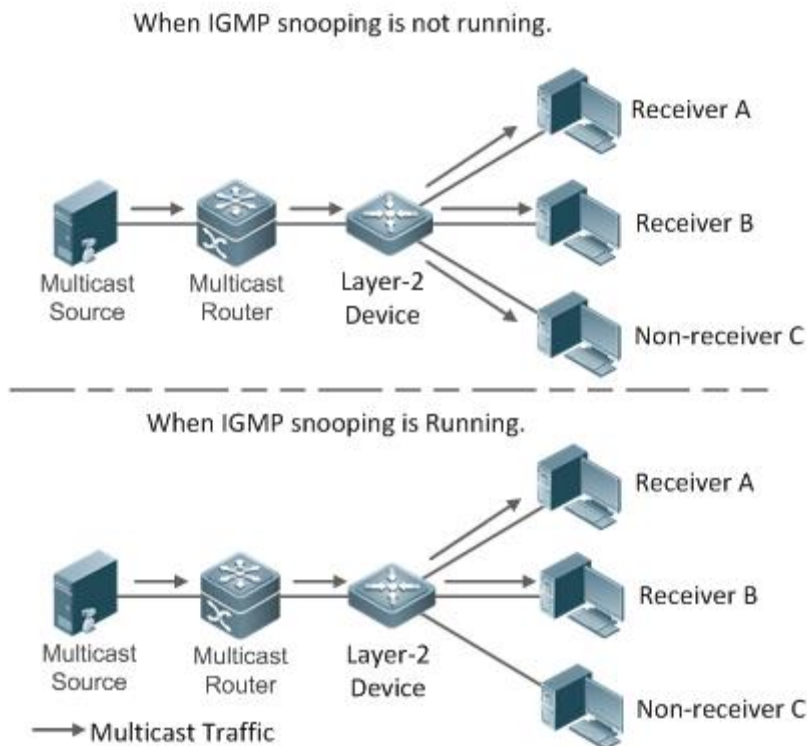 When IGMP snooping is not running.
Receiver A
Receiver B
Multicast
Source
Multicast
Router
Layer-2
Device
Non-receiver C
When IGMP snooping is Running.
Receiver A
Receiver B
Multicast
Source
Multicast
Router
Layer-2
Device
Non-receiver C
Multicast Traffic